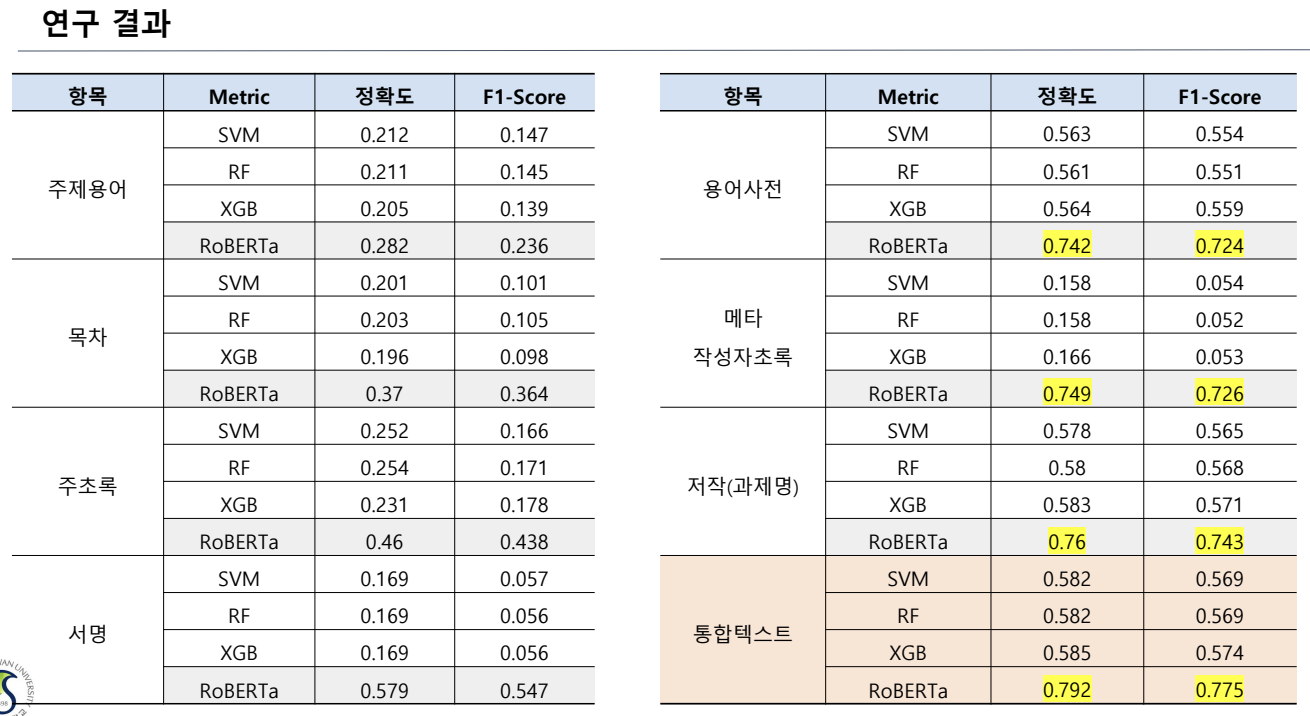 연구 결과
항목 Metric 정확도 F1-Score
주제용어
SVM 0.212 0.147
RF 0.211 0.145
XGB 0.205 0.139
RoBERTa 0.282 0.236
목차
SVM 0.201 0.101
RF 0.203 0.105
XGB 0.196 0.098
RoBERTa 0.37 0.364
주초록
SVM 0.252 0.166
RF 0.254 0.171
XGB 0.231 0.178
RoBERTa 0.46 0.438
서명
SVM 0.169 0.057
RF 0.169 0.056
XGB 0.169 0.056
RoBERTa 0.579 0.547
항목 Metric 정확도 F1-Score
용어사전
SVM 0.563 0.554
RF 0.561 0.551
XGB 0.564 0.559
RoBERTa 0.742 0.724
메타
작성자초록
SVM 0.158 0.054
RF 0.158 0.052
XGB 0.166 0.053
RoBERTa 0.749 0.726
저작(과제명)
SVM 0.578 0.565
RF 0.58 0.568
XGB 0.583 0.571
RoBERTa 0.76 0.743
통합텍스트
SVM 0.582 0.569
RF 0.582 0.569
XGB 0.585 0.574
RoBERTa 0.792 0.775